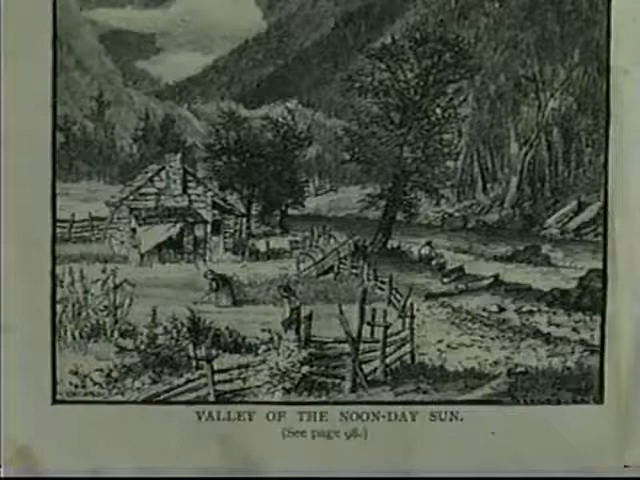 VALLEY OF THE NOON-DAY SUN.
(See page 98.)